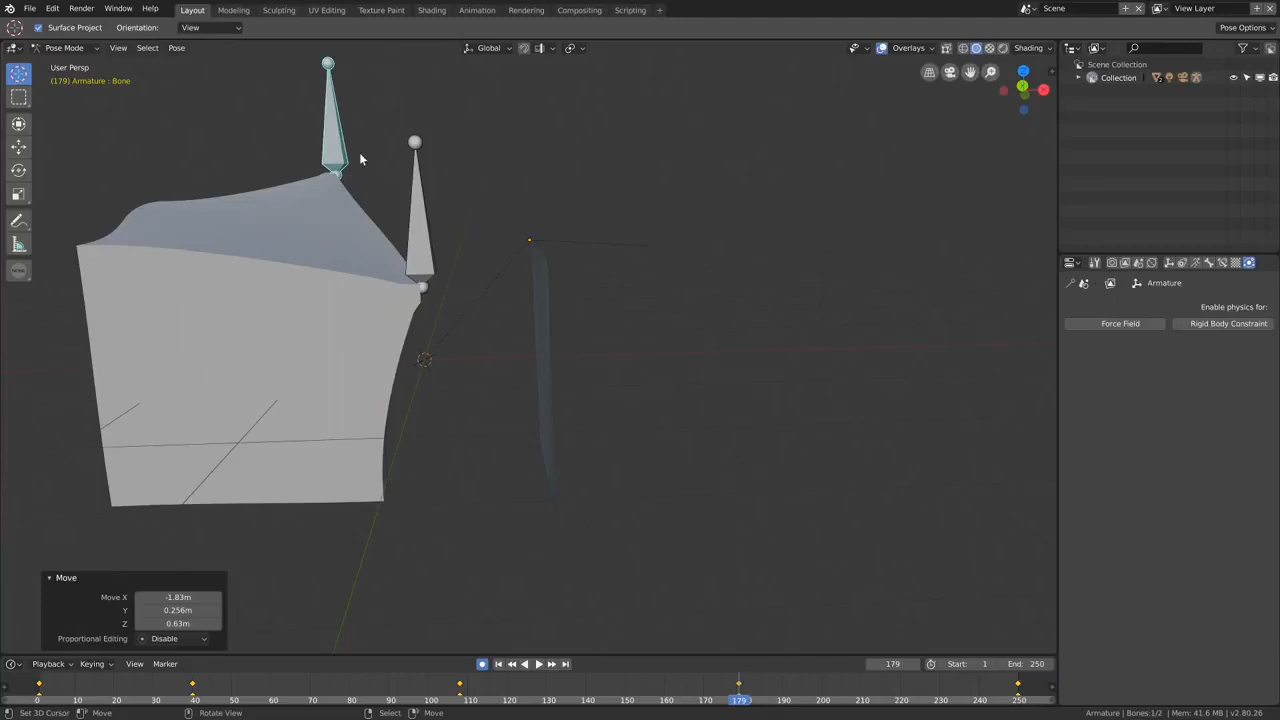 File Edit Render Window Help Layout Modeling Sculpting UV Editing Texture Paint Shading Animation Rendering Compositing Scripting + Scene View Layer
Surface Project Orientation: View Pose Options
Pose Mode View Select Pose Global Overlays Shading
User Persp
(179) Armature : Bone
Scene Collection
Collection
Armature
Enable physics for:
Force Field Rigid Body Constraint
Move
Move X -1.83m
Y 0.256m
Z 0.63m
Proportional Editing Disable
Playback Keying View Marker 179 Start: 1 End: 250
0 10 20 30 40 50 60 70 80 90 100 110 120 130 140 150 160 170 179 190 200 210 220 230 240 250
Set 3D Cursor Move Rotate View Select Move Armature | Bones:1/2 | Mem: 41.6 MB | v2.80.26